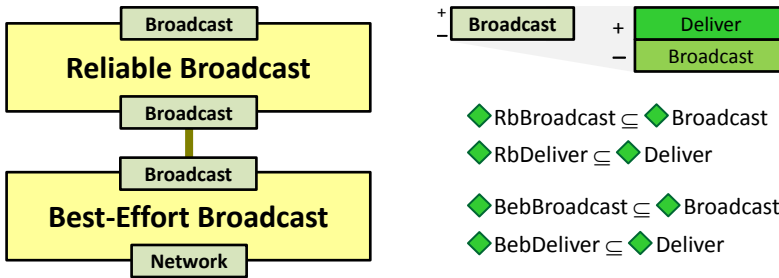 Broadcast
Reliable Broadcast
Broadcast
Broadcast
Best-Effort Broadcast
Network
+
−
Broadcast
+
Deliver
−
Broadcast
RbBroadcast ⊆ Broadcast
RbDeliver ⊆ Deliver
BebBroadcast ⊆ Broadcast
BebDeliver ⊆ Deliver